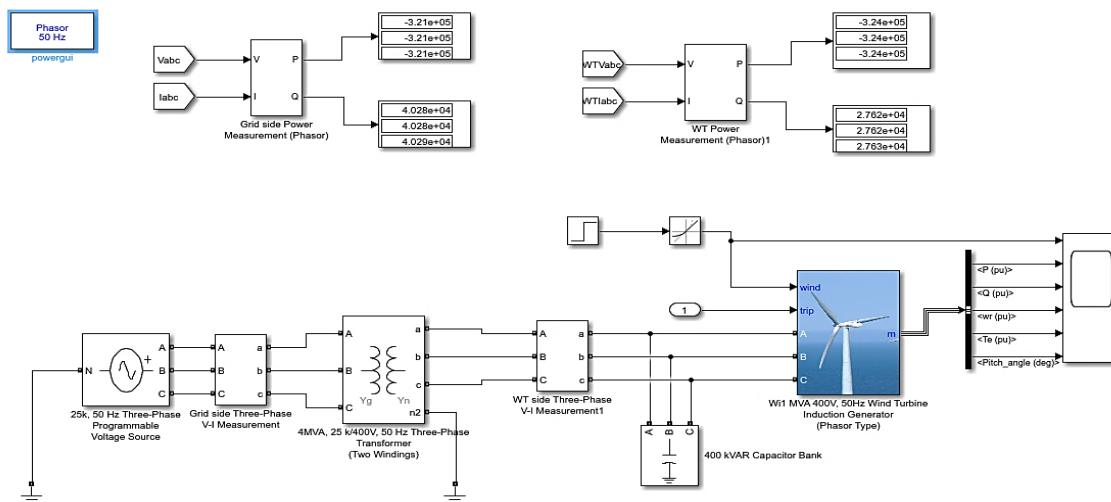 Phasor
50 Hz
powergui
Vabc
Iabc
V
I
P
Q
-3.21e+05
-3.21e+05
-3.21e+05
4.028e+04
4.028e+04
4.029e+04
Grid side Power
Measurement (Phasor)
WTVabc
WTIabc
V
I
P
Q
-3.24e+05
-3.24e+05
-3.24e+05
2.762e+04
2.762e+04
2.763e+04
WT Power
Measurement (Phasor)1
N
+
A
B
C
25k, 50 Hz Three-Phase
Programmable
Voltage Source
A
B
C
a
b
c
Grid side Three-Phase
V-I Measurement
A
B
C
a
b
c
n2
Yg
Yn
4MVA, 25 k/400V, 50 Hz Three-Phase
Transformer
(Two Windings)
A
B
C
a
b
c
WT side Three-Phase
V-I Measurement1
A
B
C
400 kVAR Capacitor Bank
1
wind
trip
A
B
C
m
Wi1 MVA 400V, 50Hz Wind Turbine
Induction Generator
(Phasor Type)
<P (pu)>
<Q (pu)>
<wr (pu)>
<Te (pu)>
<Pitch_angle (deg)>